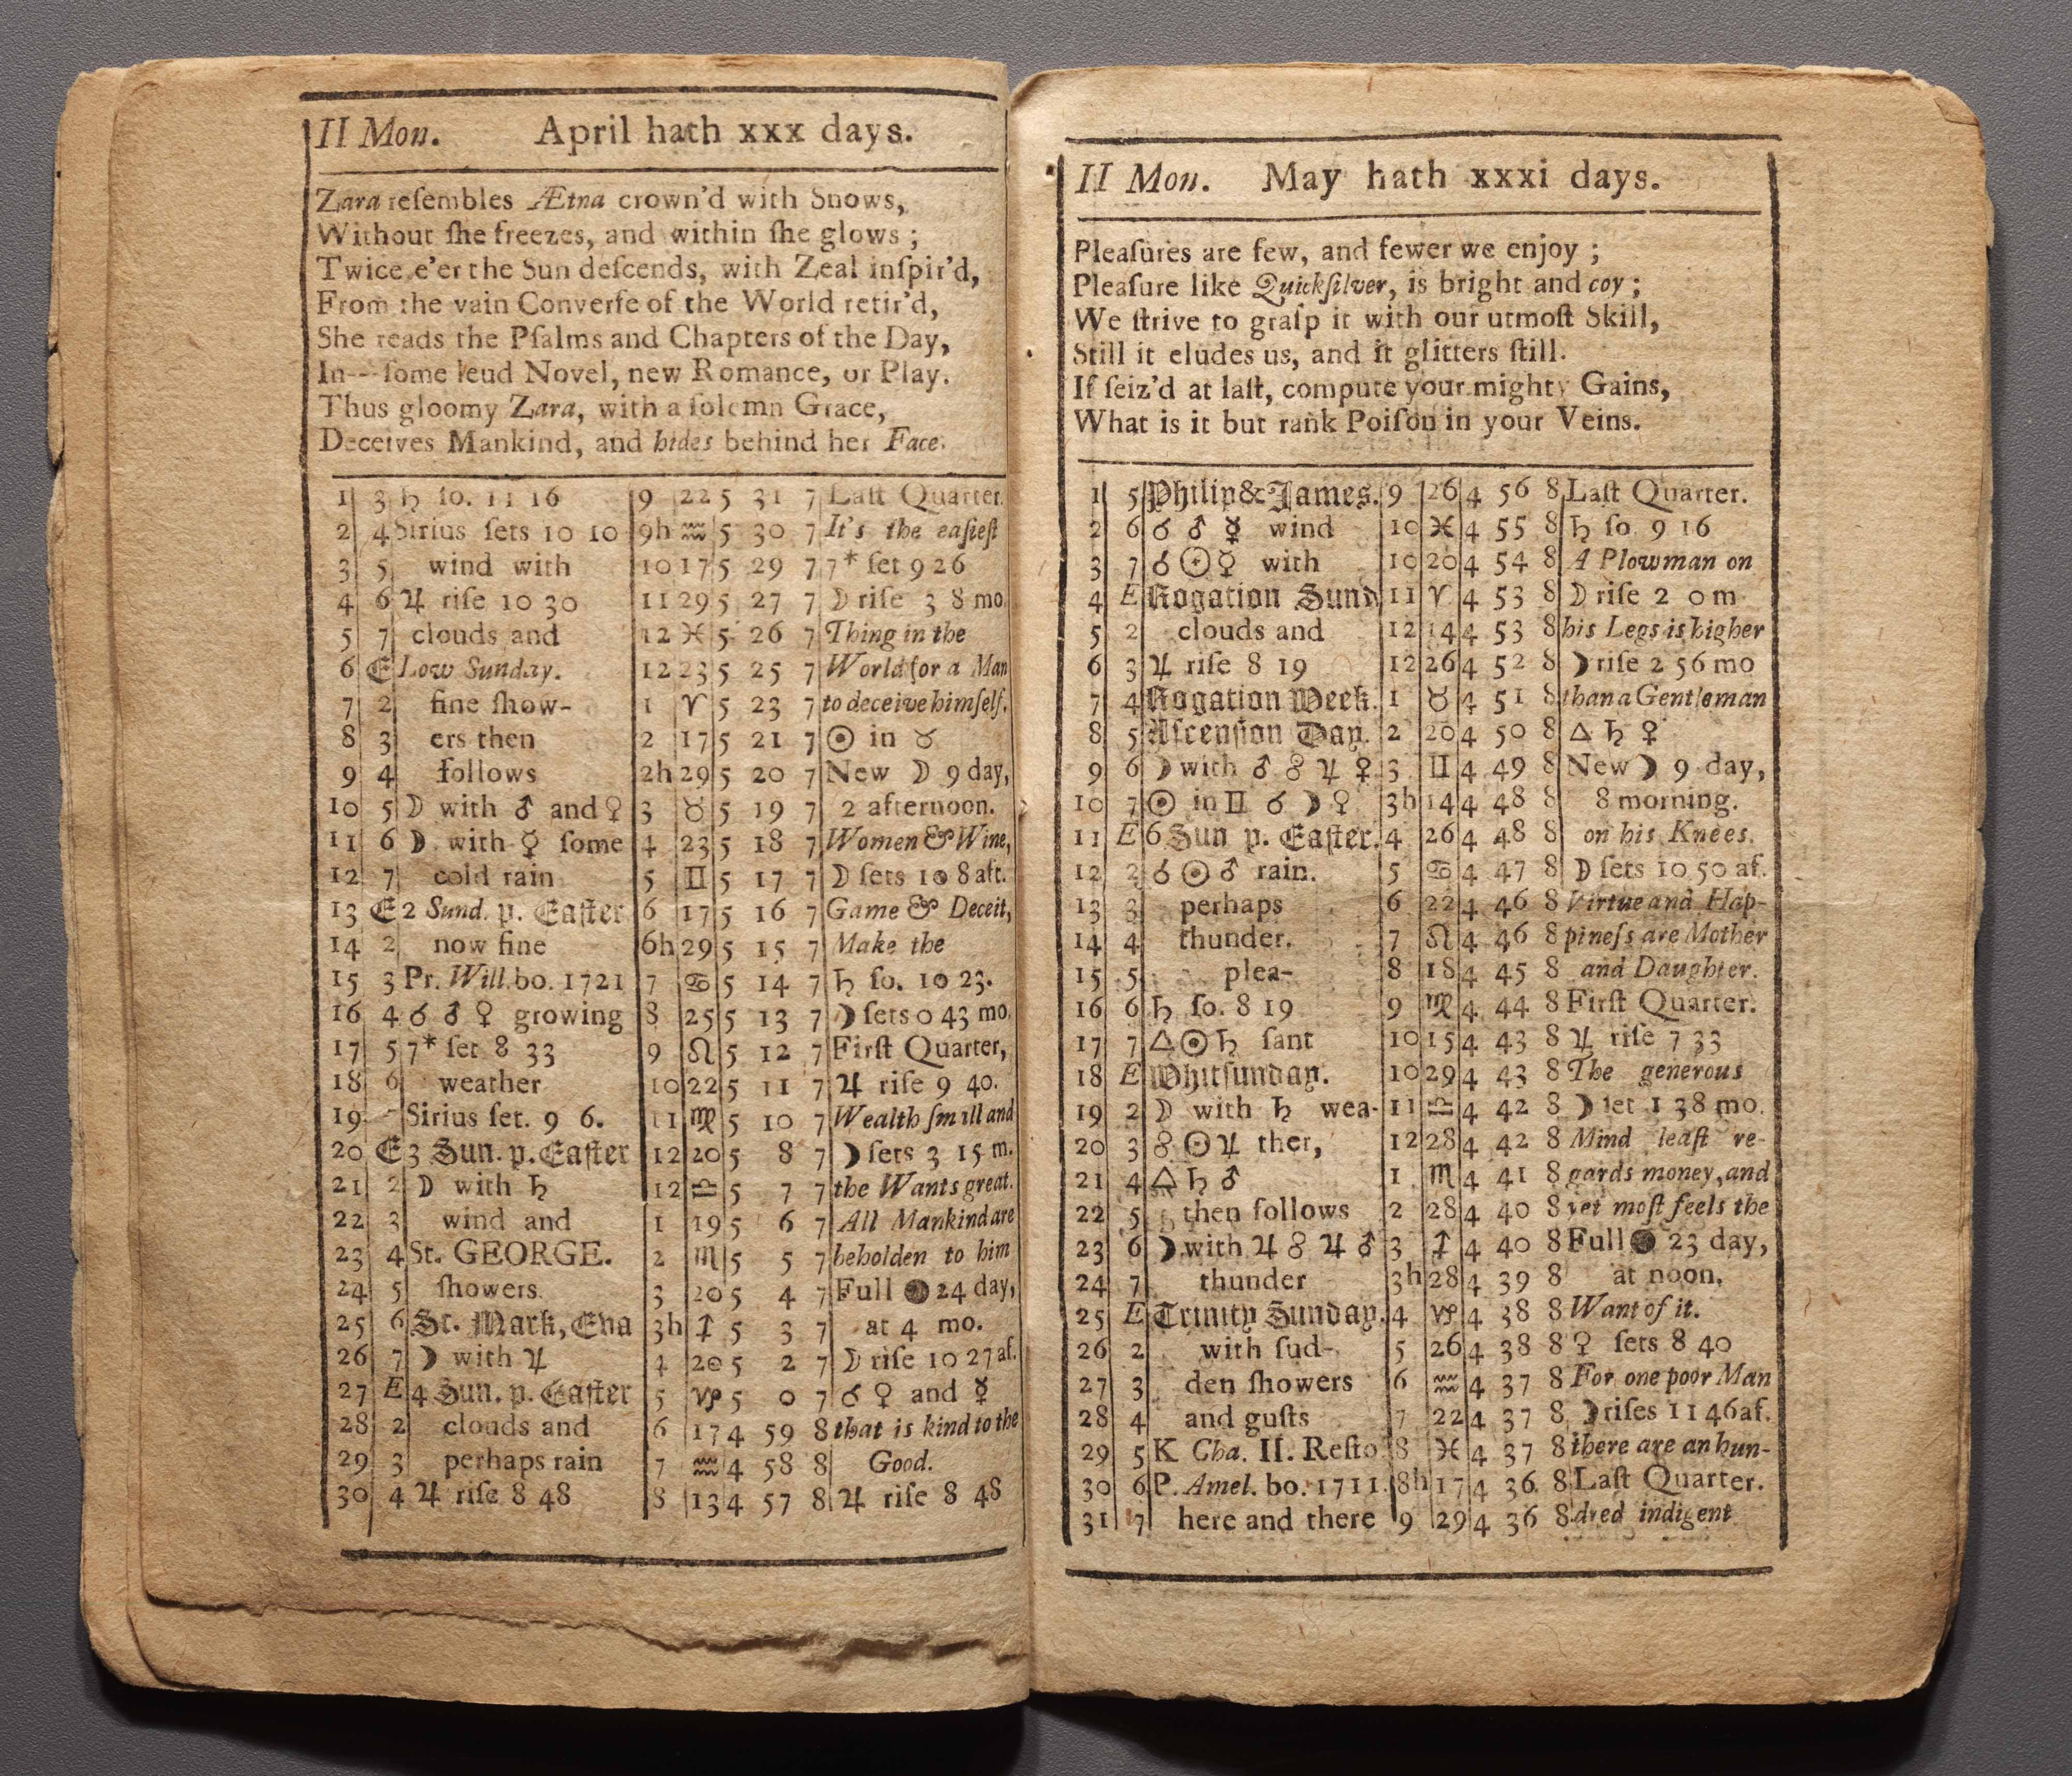 II Mon. April hath xxx days.
Zara reſembles Ætna crown'd with Snows,
Without ſhe freezes, and within ſhe glows ;
Twice e'er the Sun deſcends, with Zeal inſpir'd,
From the vain Converſe of the World retir'd,
She reads the Pſalms and Chapters of the Day,
In--- ſome leud Novel, new Romance, or Play.
Thus gloomy Zara, with a ſolemn Grace,
Deceives Mankind, and hides behind her Face.
1 3 ♄ ſo. 11 16 9 22 5 31 7 Laſt Quarter.
2 4 Sirius ſets 10 10 9h ♒ 5 30 7 It's the eaſieſt
3 5 wind with 10 17 5 29 7 7* ſet 9 26
4 6 ♃ riſe 10 30 11 29 5 27 7 ☽ riſe 3 8 mo
5 7 clouds and 12 ♓ 5 26 7 Thing in the
6 E Low Sunday. 12 23 5 25 7 World for a Man
7 2 fine ſhow- 1 ♈ 5 23 7 to deceive himſelf.
8 3 ers then 2 17 5 21 7 ☉ in ♉
9 4 follows 2h 29 5 20 7 New ☽ 9 day,
10 5 ☽ with ♂ and ♀ 3 ♉ 5 19 7 2 afternoon.
11 6 ☽ with ☿ ſome 4 23 5 18 7 Women & Wine,
12 7 cold rain 5 ♊ 5 17 7 ☽ ſets 10 8 aft.
13 E 2 Sund. p. Eaſter 6 17 5 16 7 Game & Deceit,
14 2 now fine 6h 29 5 15 7 Make the
15 3 Pr. Will. bo. 1721 7 ♋ 5 14 7 ♄ ſo. 10 23.
16 4 ☌ ♂ ♀ growing 8 25 5 13 7 ☽ ſets 0 43 mo.
17 5 7* ſet 8 33 9 ♌ 5 12 7 Firſt Quarter,
18 6 weather 10 22 5 11 7 ♃ riſe 9 40.
19 Sirius ſet. 9 6. 11 ♍ 5 10 7 Wealth ſmall and
20 E 3 Sun. p. Eaſter 12 20 5 8 7 ☽ ſets 3 15 m.
21 2 ☽ with ♄ 12 ♎ 5 7 7 the Wants great.
22 3 wind and 1 19 5 6 7 All Mankind are
23 4 St. GEORGE. 2 ♏ 5 5 7 beholden to him
24 5 ſhowers. 3 20 5 4 7 Full ● 24 day,
25 6 St. Mark, Eva 3h ♐ 5 3 7 at 4 mo.
26 7 ☽ with ♃ 4 20 5 2 7 ☽ riſe 10 27 af.
27 E 4 Sun. p. Eaſter 5 ♑ 5 0 7 ☌ ♀ and ☿
28 2 clouds and 6 17 4 59 8 that is kind to the
29 3 perhaps rain 7 ♒ 4 58 8 Good.
30 4 ♃ riſe 8 48 8 13 4 57 8 ♃ riſe 8 48
II Mon. May hath xxxi days.
Pleaſures are few, and fewer we enjoy ;
Pleaſure like Quickſilver, is bright and coy ;
We ſtrive to graſp it with our utmoſt Skill,
Still it eludes us, and it glitters ſtill.
If ſeiz'd at laſt, compute your mighty Gains,
What is it but rank Poiſon in your Veins.
1 5 Philip & James. 9 26 4 56 8 Laſt Quarter.
2 6 ☌ ♂ ☿ wind 10 ♓ 4 55 8 ♄ ſo. 9 16
3 7 ☌ ☉ ☿ with 10 20 4 54 8 A Plowman on
4 E Rogation Sund 11 ♈ 4 53 8 ☽ riſe 2 0 m
5 2 clouds and 12 14 4 53 8 his Legs is higher
6 3 ♃ riſe 8 19 12 26 4 52 8 ☽ riſe 2 56 mo
7 4 Rogation Week. 1 ♉ 4 51 8 than a Gentleman
8 5 Aſcenſion Day. 2 20 4 50 8 △ ♄ ♀
9 6 ☽ with ♂ ☍ ♃ ♀ 3 ♊ 4 49 8 New ☽ 9 day,
10 7 ☉ in ♊ ☌ ☽ ♀ 3h 14 4 48 8 8 morning.
11 E 6 Sun p. Eaſter. 4 26 4 48 8 on his Knees.
12 2 ☌ ☉ ♂ rain. 5 ♋ 4 47 8 ☽ ſets 10 50 af.
13 3 perhaps 6 22 4 46 8 Virtue and Hap-
14 4 thunder. 7 ♌ 4 46 8 pineſs are Mother
15 5 plea- 8 18 4 45 8 and Daughter.
16 6 ♄ ſo. 8 19 9 ♍ 4 44 8 Firſt Quarter.
17 7 △ ☉ ♄ ſant 10 15 4 43 8 ♃ riſe 7 33
18 E Whitſunday. 10 29 4 43 8 The generous
19 2 ☽ with ♄ wea- 11 ♎ 4 42 8 ☽ ſet 1 38 mo.
20 3 ☍ ☉ ♃ ther, 12 28 4 42 8 Mind leaſt re-
21 4 △ ♄ ♂ 1 ♏ 4 41 8 gards money, and
22 5 then follows 2 28 4 40 8 yet moſt feels the
23 6 ☽ with ♃ ☍ ♃ ♂ 3 ♐ 4 40 8 Full ● 23 day,
24 7 thunder 3h 28 4 39 8 at noon.
25 E Trinity Sunday. 4 ♑ 4 38 8 Want of it.
26 2 with ſud- 5 26 4 38 8 ♀ ſets 8 40
27 3 den ſhowers 6 ♒ 4 37 8 For one poor Man
28 4 and guſts 7 22 4 37 8 ☽ riſes 11 46 af.
29 5 K Cha. II. Reſto 8 ♓ 4 37 8 there are an hun-
30 6 P. Amel. bo. 1711. 8h 17 4 36 8 Laſt Quarter.
31 7 here and there 9 29 4 36 8 dred indigent